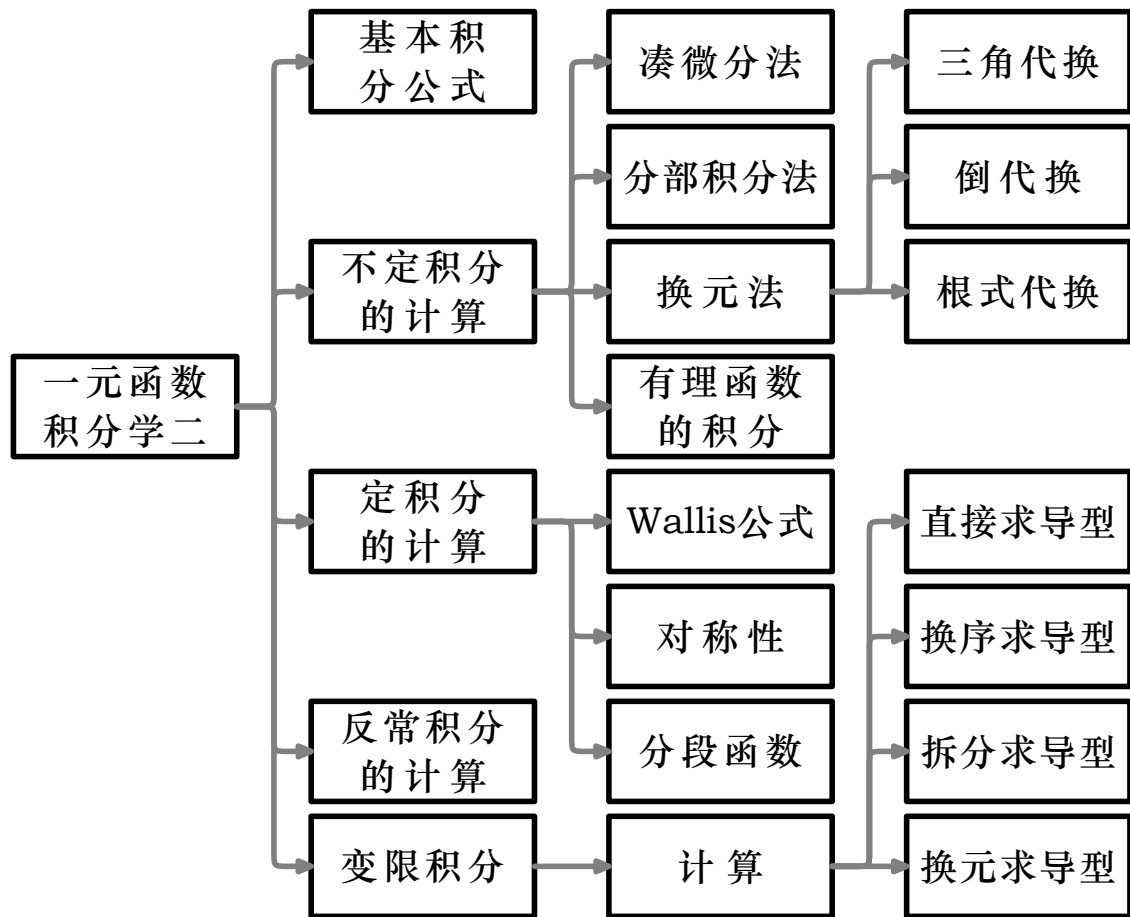 一元函数
积分学二
基本积
分公式
不定积分
的计算
凑微分法
分部积分法
换元法
三角代换
倒代换
根式代换
有理函数
的积分
定积分
的计算
Wallis公式
对称性
分段函数
反常积分
的计算
变限积分
计算
直接求导型
换序求导型
拆分求导型
换元求导型